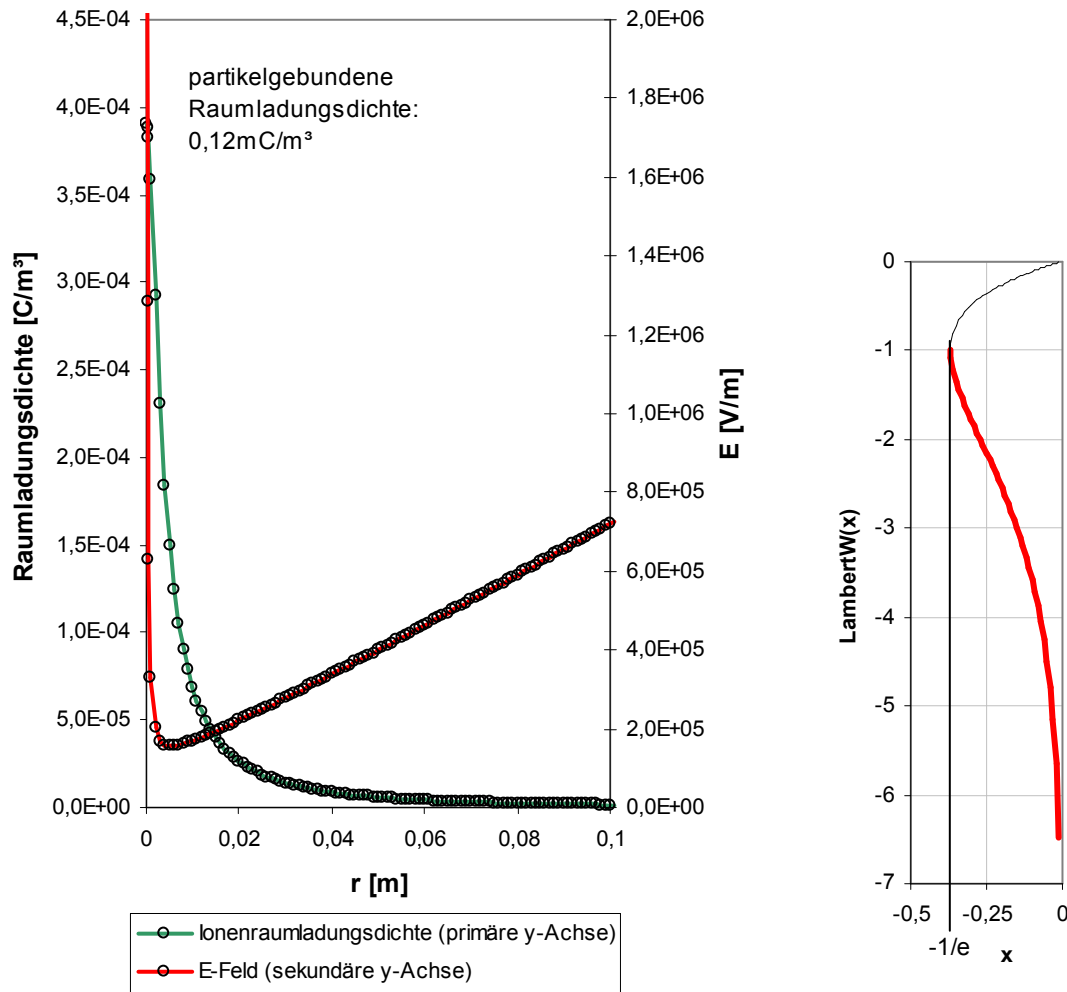 4,5E-04
4,0E-04
3,5E-04
3,0E-04
2,5E-04
2,0E-04
1,5E-04
1,0E-04
5,0E-05
0,0E+00
Raumladungsdichte [C/m³]
partikelgebundene
Raumladungsdichte:
0,12mC/m³
2,0E+06
1,8E+06
1,6E+06
1,4E+06
1,2E+06
1,0E+06
8,0E+05
6,0E+05
4,0E+05
2,0E+05
0,0E+00
E [V/m]
0 0,02 0,04 0,06 0,08 0,1
r [m]
Ionenraumladungsdichte (primäre y-Achse)
E-Feld (sekundäre y-Achse)
0
-1
-2
-3
-4
-5
-6
-7
LambertW(x)
-0,5 -0,25 0
-1/e
x